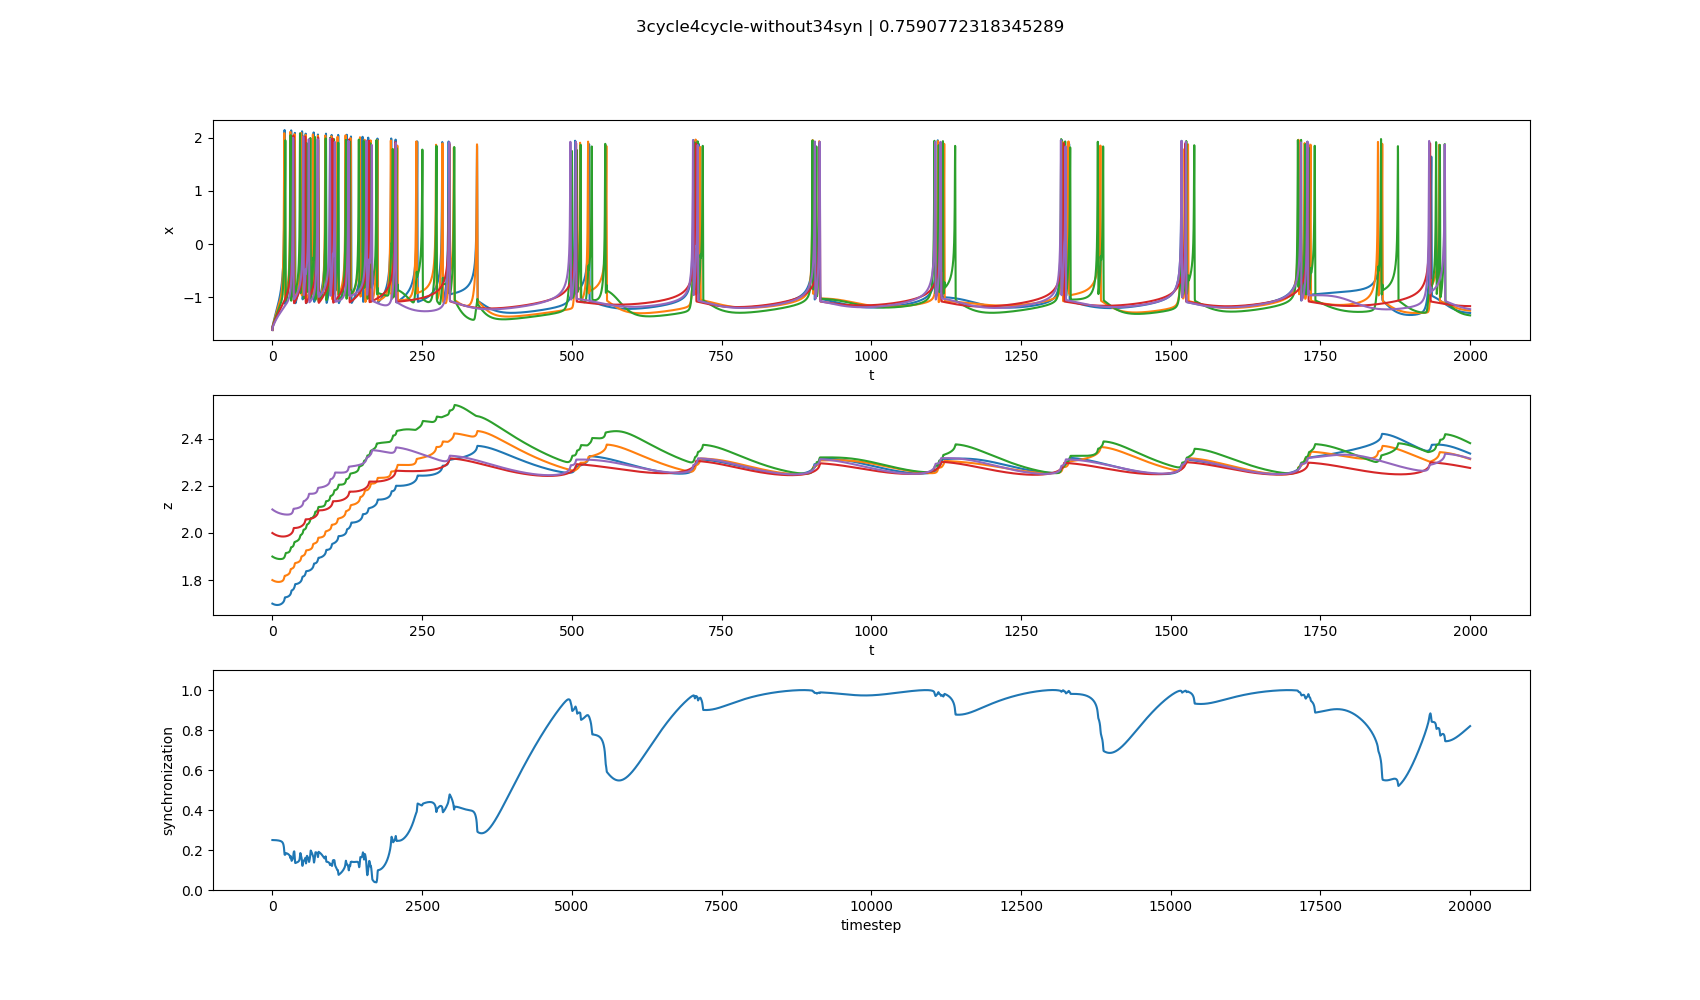 3cycle4cycle-without34syn | 0.7590772318345289
2
1
0
−1
x
0 250 500 750 1000 1250 1500 1750 2000
t
2.4
2.2
2.0
1.8
z
0 250 500 750 1000 1250 1500 1750 2000
t
1.0
0.8
0.6
0.4
0.2
0.0
synchronization
0 2500 5000 7500 10000 12500 15000 17500 20000
timestep